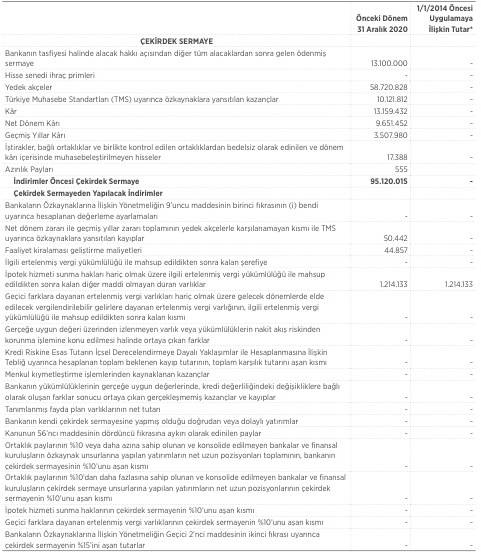 1/1/2014 Öncesi
Önceki Dönem Uygulamaya
31 Aralık 2020 İlişkin Tutar*
ÇEKİRDEK SERMAYE
Bankanın tasfiyesi halinde alacak hakkı açısından diğer tüm alacaklardan sonra gelen ödenmiş
sermaye 13.100.000 -
Hisse senedi ihraç primleri - -
Yedek akçeler 58.720.828 -
Türkiye Muhasebe Standartları (TMS) uyarınca özkaynaklara yansıtılan kazançlar 10.121.812 -
Kâr 13.159.432 -
Net Dönem Kârı 9.651.452 -
Geçmiş Yıllar Kârı 3.507.980 -
İştirakler, bağlı ortaklıklar ve birlikte kontrol edilen ortaklıklardan bedelsiz olarak edinilen ve dönem
kârı içerisinde muhasebeleştirilmeyen hisseler 17.388 -
Azınlık Payları 555
İndirimler Öncesi Çekirdek Sermaye 95.120.015 -
Çekirdek Sermayeden Yapılacak İndirimler
Bankaların Özkaynaklarına İlişkin Yönetmeliğin 9'uncu maddesinin birinci fıkrasının (i) bendi
uyarınca hesaplanan değerleme ayarlamaları - -
Net dönem zararı ile geçmiş yıllar zararı toplamının yedek akçelerle karşılanamayan kısmı ile TMS
uyarınca özkaynaklara yansıtılan kayıplar 50.442 -
Faaliyet kiralaması geliştirme maliyetleri 44.857 -
İlgili ertelenmiş vergi yükümlülüğü ile mahsup edildikten sonra kalan şerefiye - -
İpotek hizmeti sunma hakları hariç olmak üzere ilgili ertelenmiş vergi yükümlülüğü ile mahsup
edildikten sonra kalan diğer maddi olmayan duran varlıklar 1.214.133 1.214.133
Geçici farklara dayanan ertelenmiş vergi varlıkları hariç olmak üzere gelecek dönemlerde elde
edilecek vergilendirilebilir gelirlere dayanan ertelenmiş vergi varlığının, ilgili ertelenmiş vergi
yükümlülüğü ile mahsup edildikten sonra kalan kısmı - -
Gerçeğe uygun değeri üzerinden izlenmeyen varlık veya yükümlülüklerin nakit akış riskinden
korunma işlemine konu edilmesi halinde ortaya çıkan farklar - -
Kredi Riskine Esas Tutarın İçsel Derecelendirmeye Dayalı Yaklaşımlar ile Hesaplanmasına İlişkin
Tebliğ uyarınca hesaplanan toplam beklenen kayıp tutarının, toplam karşılık tutarını aşan kısmı - -
Menkul kıymetleştirme işlemlerinden kaynaklanan kazançlar - -
Bankanın yükümlülüklerinin gerçeğe uygun değerlerinde, kredi değerliliğindeki değişikliklere bağlı
olarak oluşan farklar sonucu ortaya çıkan gerçekleşmemiş kazançlar ve kayıplar - -
Tanımlanmış fayda plan varlıklarının net tutarı - -
Bankanın kendi çekirdek sermayesine yapmış olduğu doğrudan veya dolaylı yatırımlar - -
Kanunun 56'ncı maddesinin dördüncü fıkrasına aykırı olarak edinilen paylar - -
Ortaklık paylarının %10 veya daha azına sahip olunan ve konsolide edilmeyen bankalar ve finansal
kuruluşların özkaynak unsurlarına yapılan yatırımların net uzun pozisyonları toplamının, bankanın
çekirdek sermayesinin %10'unu aşan kısmı - -
Ortaklık paylarının %10'dan daha fazlasına sahip olunan ve konsolide edilmeyen bankalar ve finansal
kuruluşların çekirdek sermaye unsurlarına yapılan yatırımların net uzun pozisyonlarının çekirdek
sermayenin %10'unu aşan kısmı - -
İpotek hizmeti sunma haklarının çekirdek sermayenin %10'unu aşan kısmı - -
Geçici farklara dayanan ertelenmiş vergi varlıklarının çekirdek sermayenin %10'unu aşan kısmı - -
Bankaların Özkaynaklarına İlişkin Yönetmeliğin Geçici 2'nci maddesinin ikinci fıkrası uyarınca
çekirdek sermayenin %15'ini aşan tutarlar - -